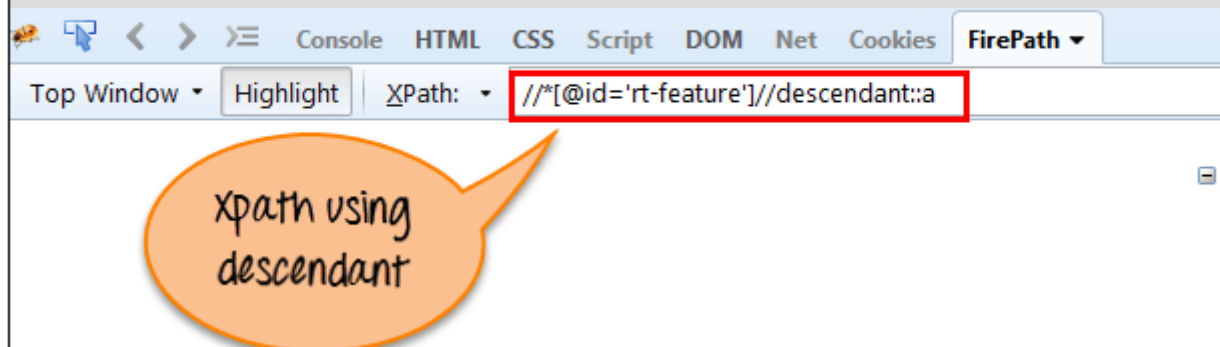 Console HTML CSS Script DOM Net Cookies FirePath
Top Window Highlight XPath: //*[@id='rt-feature']//descendant::a
Xpath using
descendant